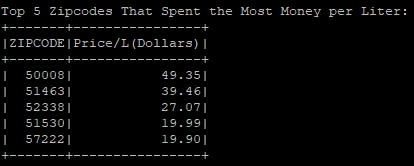 Top 5 Zipcodes That Spent the Most Money per Liter:
+-------+----------------+
|ZIPCODE|Price/L(Dollars)|
+-------+----------------+
|  50008|           49.35|
|  51463|           39.46|
|  52338|           27.07|
|  51530|           19.99|
|  57222|           19.90|
+-------+----------------+